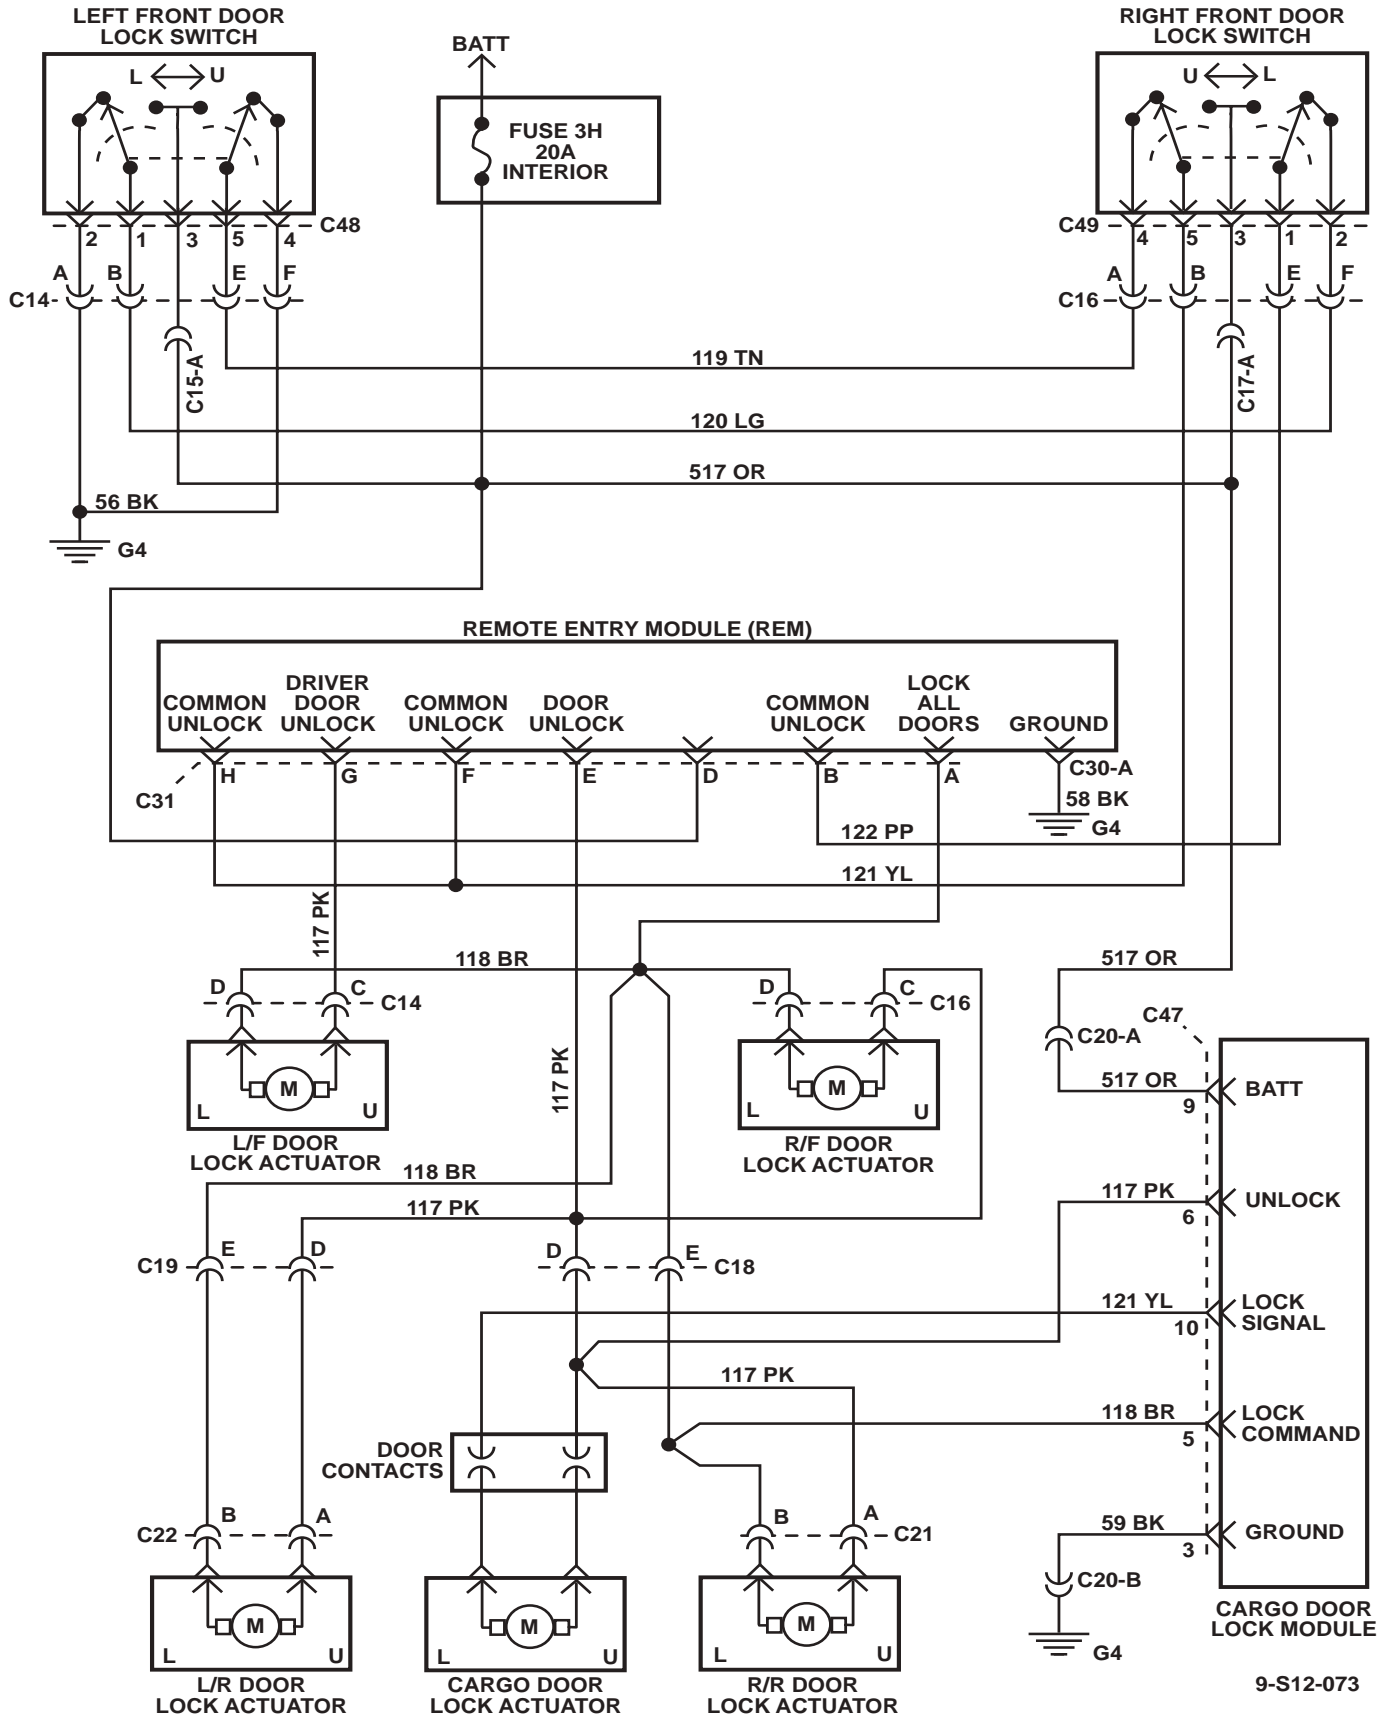 LEFT FRONT DOOR
LOCK SWITCH
BATT
RIGHT FRONT DOOR
LOCK SWITCH
L U
U L
FUSE 3H
20A
INTERIOR
C48
2 1 3 5 4
C49
4 5 3 1 2
A B E F
C14
A B E F
C16
C15-A
C17-A
119 TN
120 LG
517 OR
56 BK
G4
REMOTE ENTRY MODULE (REM)
COMMON
UNLOCK
DRIVER
DOOR
UNLOCK
COMMON
UNLOCK
DOOR
UNLOCK
COMMON
UNLOCK
LOCK
ALL
DOORS
GROUND
H G F E D B A
C30-A
C31
58 BK
G4
122 PP
121 YL
117 PK
118 BR
517 OR
D C C14
D C C16
C47
C20-A
M
L U
L/F DOOR
LOCK ACTUATOR
117 PK
M
L U
R/F DOOR
LOCK ACTUATOR
517 OR
9
BATT
118 BR
117 PK
117 PK
6
UNLOCK
C19 E D
D E C18
121 YL
10
LOCK
SIGNAL
117 PK
118 BR
5
LOCK
COMMAND
DOOR
CONTACTS
C22 B A
B A C21
59 BK
3
GROUND
C20-B
G4
M
L U
L/R DOOR
LOCK ACTUATOR
M
L U
CARGO DOOR
LOCK ACTUATOR
M
L U
R/R DOOR
LOCK ACTUATOR
CARGO DOOR
LOCK MODULE
9-S12-073